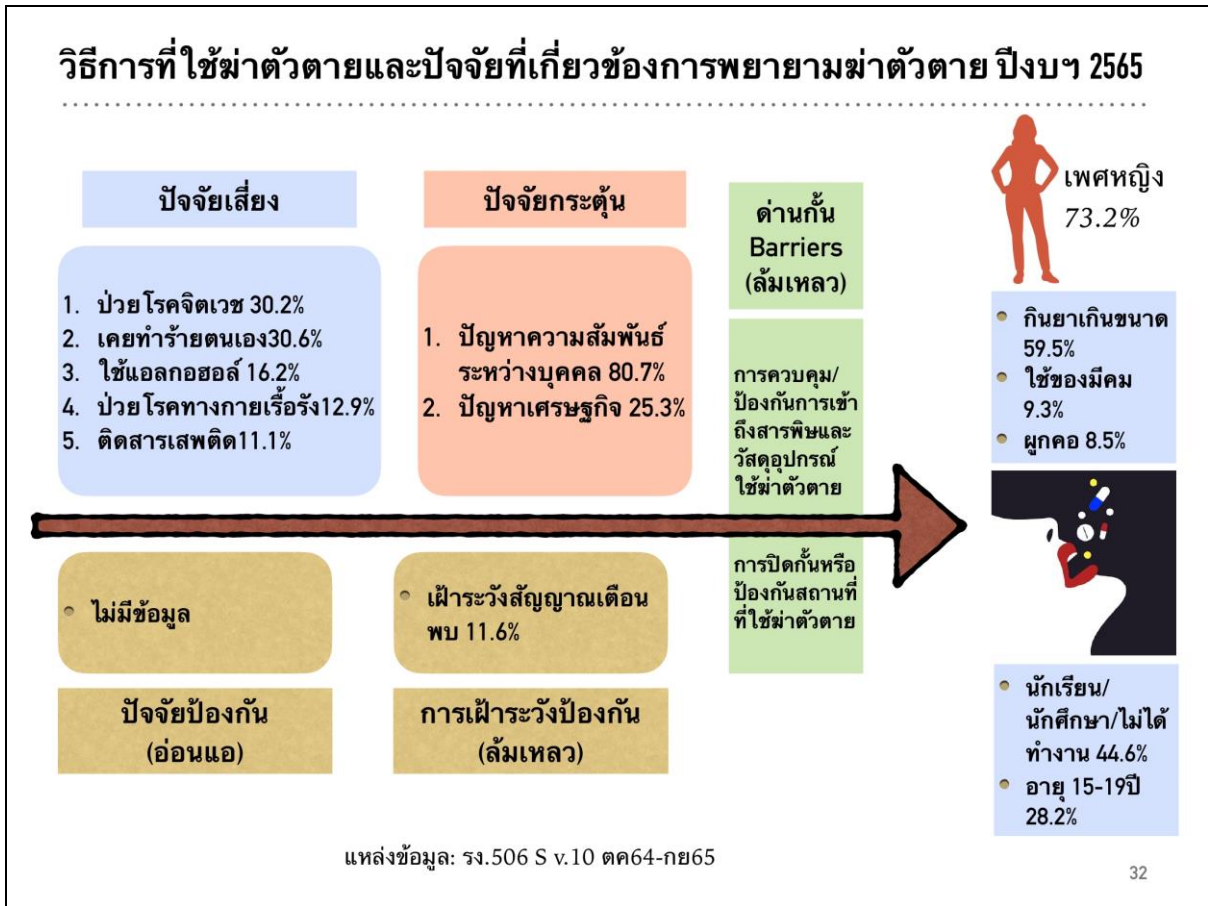 วิธีการที่ใช้ฆ่าตัวตายและปัจจัยที่เกี่ยวข้องการพยายามฆ่าตัวตาย ปีงบฯ 2565
ปัจจัยเสี่ยง
1. ป่วยโรคจิตเวช 30.2%
2. เคยทำร้ายตนเอง30.6%
3. ใช้แอลกอฮอล์ 16.2%
4. ป่วยโรคทางกายเรื้อรัง12.9%
5. ติดสารเสพติด11.1%
ปัจจัยกระตุ้น
1. ปัญหาความสัมพันธ์
ระหว่างบุคคล 80.7%
2. ปัญหาเศรษฐกิจ 25.3%
ด่านกั้น
Barriers
(ล้มเหลว)
การควบคุม/
ป้องกันการเข้า
ถึงสารพิษและ
วัสดุอุปกรณ์
ใช้ฆ่าตัวตาย
การปิดกั้นหรือ
ป้องกันสถานที่
ที่ใช้ฆ่าตัวตาย
เพศหญิง
73.2%
• กินยาเกินขนาด
59.5%
• ใช้ของมีคม
9.3%
• ผูกคอ 8.5%
• นักเรียน/
นักศึกษา/ไม่ได้
ทำงาน 44.6%
• อายุ 15-19ปี
28.2%
• ไม่มีข้อมูล
ปัจจัยป้องกัน
(อ่อนแอ)
• เฝ้าระวังสัญญาณเตือน
พบ 11.6%
การเฝ้าระวังป้องกัน
(ล้มเหลว)
แหล่งข้อมูล: รง.506 S v.10 ตค64-กย65
32